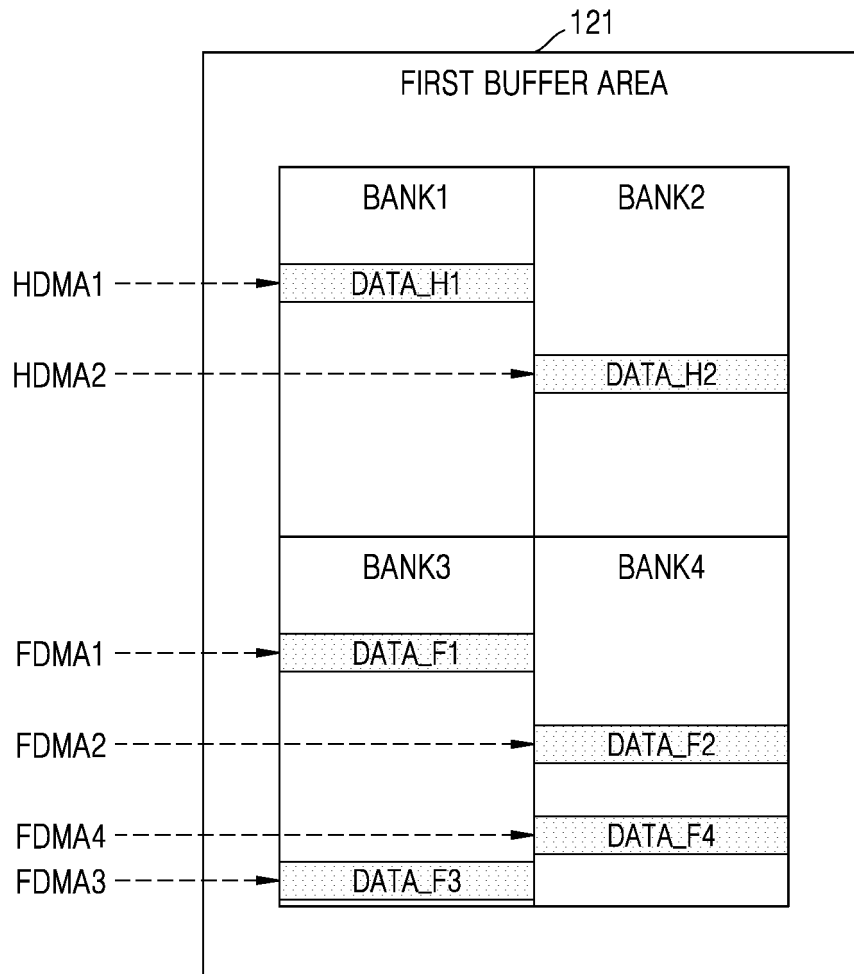 121
FIRST BUFFER AREA
BANK1 BANK2
HDMA1 DATA_H1
HDMA2 DATA_H2
BANK3 BANK4
FDMA1 DATA_F1
FDMA2 DATA_F2
FDMA4 DATA_F4
FDMA3 DATA_F3